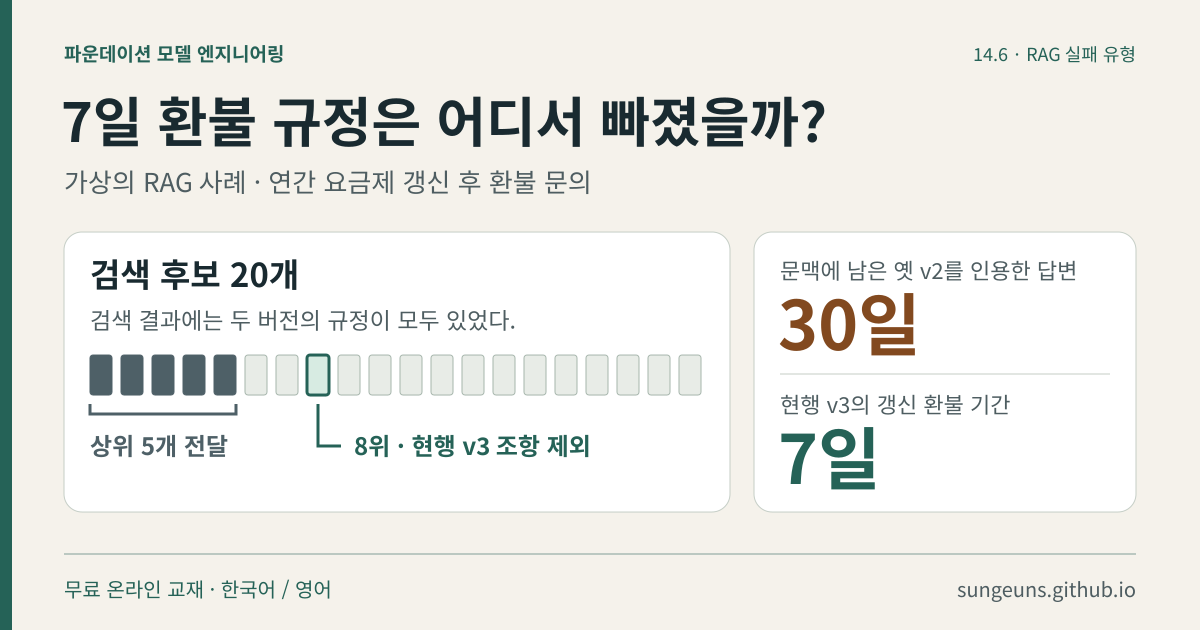 파운데이션 모델 엔지니어링
14.6 · RAG 실패 유형
7일 환불 규정은 어디서 빠졌을까?
가상의 RAG 사례 · 연간 요금제 갱신 후 환불 문의
검색 후보 20개
검색 결과에는 두 버전의 규정이 모두 있었다.
상위 5개 전달
8위 · 현행 v3 조항 제외
문맥에 남은 옛 v2를 인용한 답변
30일
현행 v3의 갱신 환불 기간
7일
무료 온라인 교재 · 한국어 / 영어
sungeuns.github.io